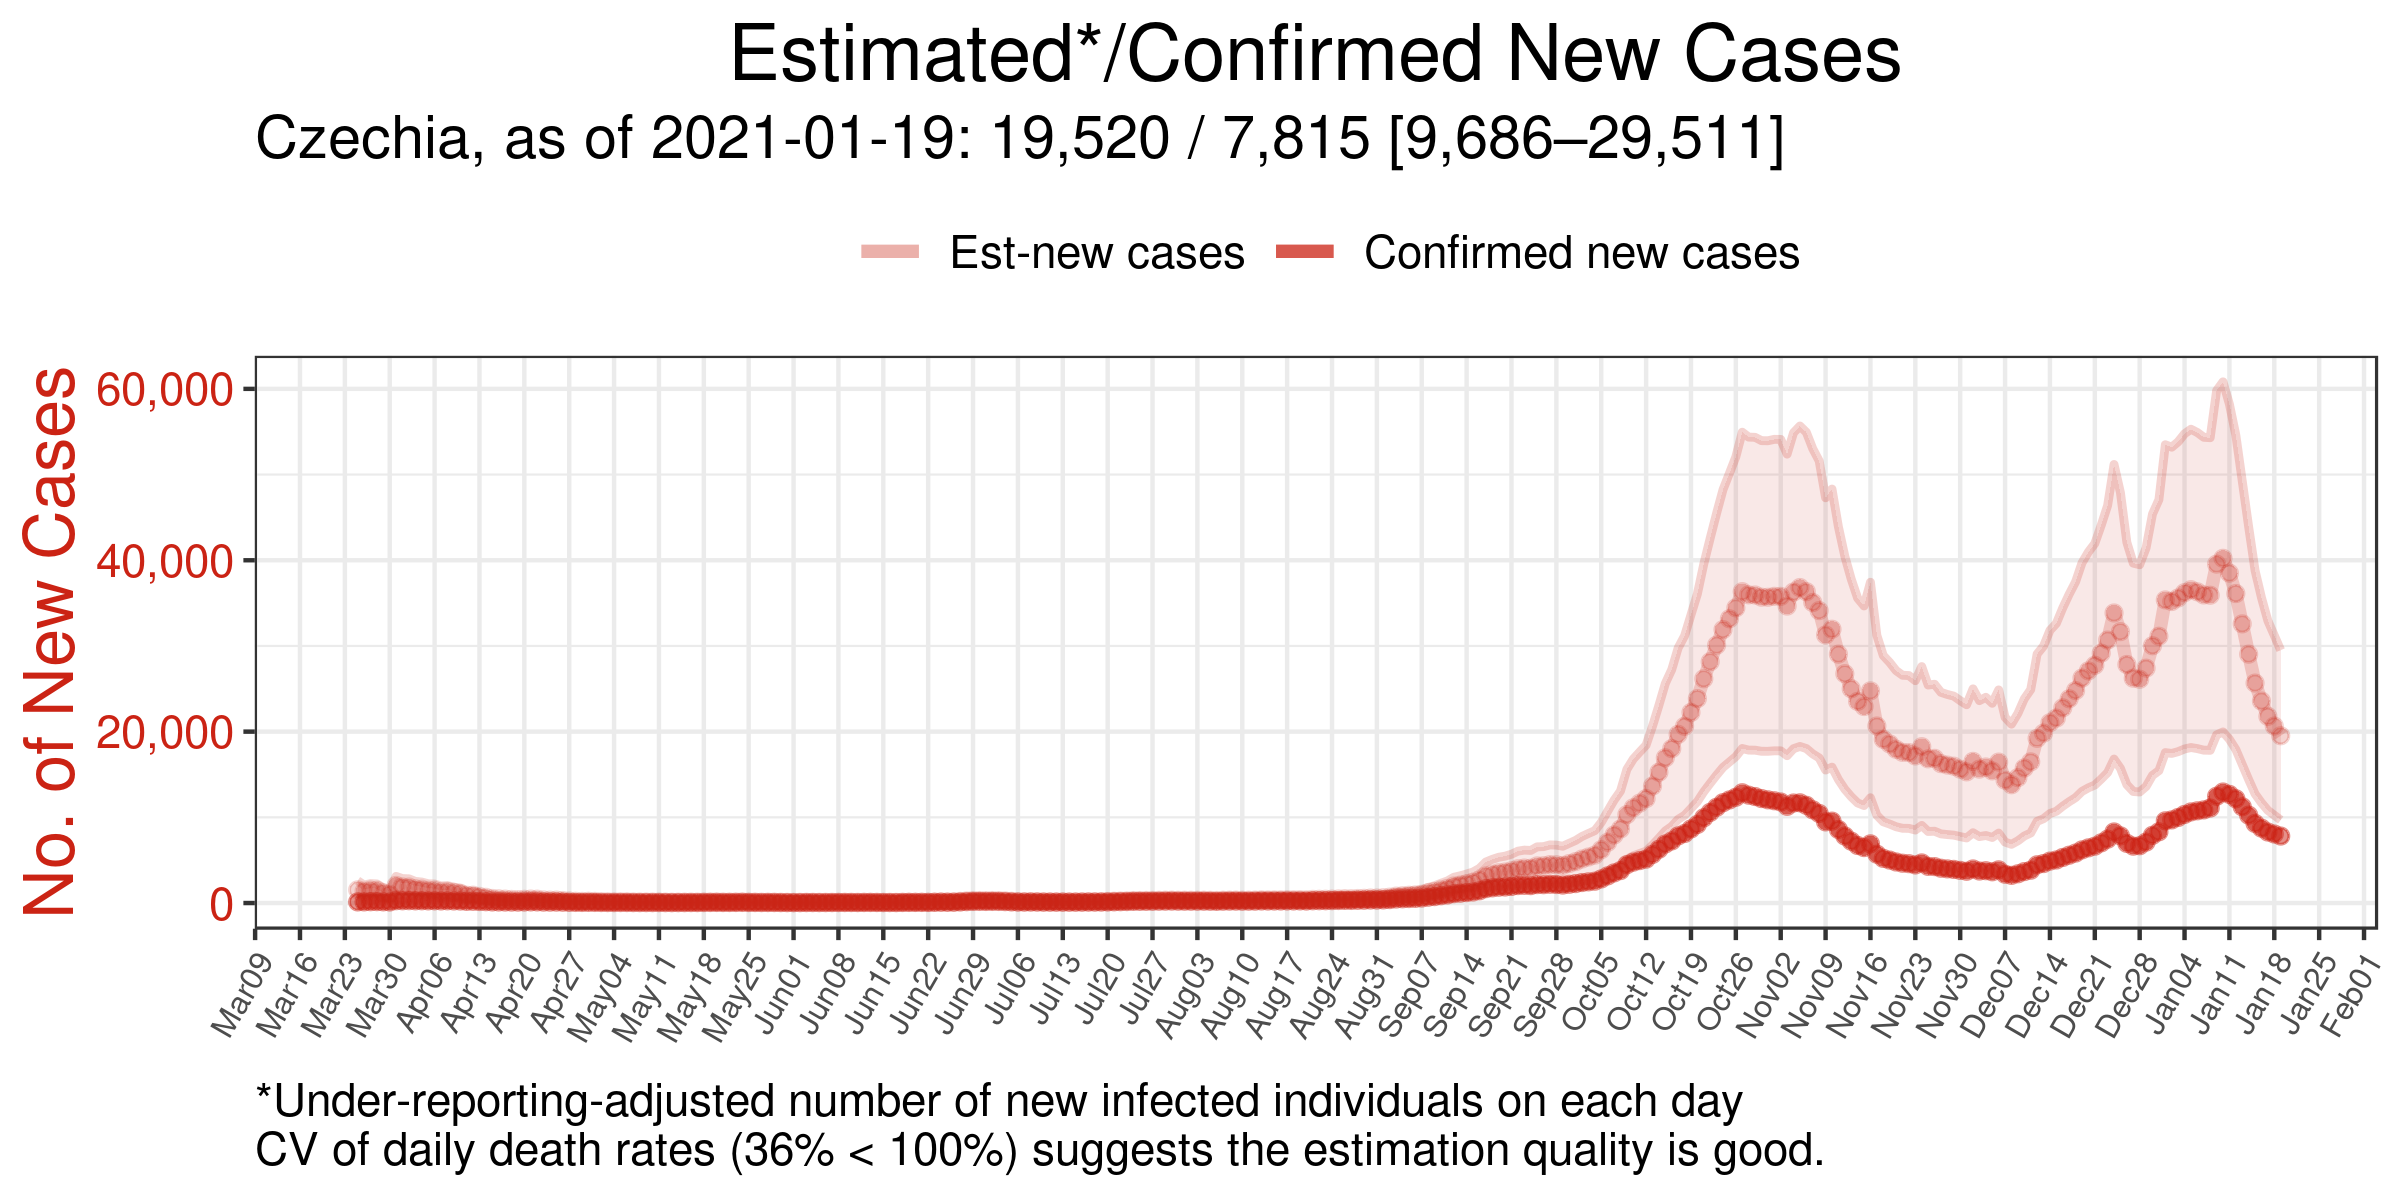 Estimated*/Confirmed New Cases
Czechia, as of 2021-01-19: 19,520 / 7,815 [9,686–29,511]
Est-new cases Confirmed new cases
No. of New Cases
60,000
40,000
20,000
0
Mar09 Mar16 Mar23 Mar30 Apr06 Apr13 Apr20 Apr27 May04 May11 May18 May25 Jun01 Jun08 Jun15 Jun22 Jun29 Jul06 Jul13 Jul20 Jul27 Aug03 Aug10 Aug17 Aug24 Aug31 Sep07 Sep14 Sep21 Sep28 Oct05 Oct12 Oct19 Oct26 Nov02 Nov09 Nov16 Nov23 Nov30 Dec07 Dec14 Dec21 Dec28 Jan04 Jan11 Jan18 Jan25 Feb01
*Under-reporting-adjusted number of new infected individuals on each day
CV of daily death rates (36% < 100%) suggests the estimation quality is good.